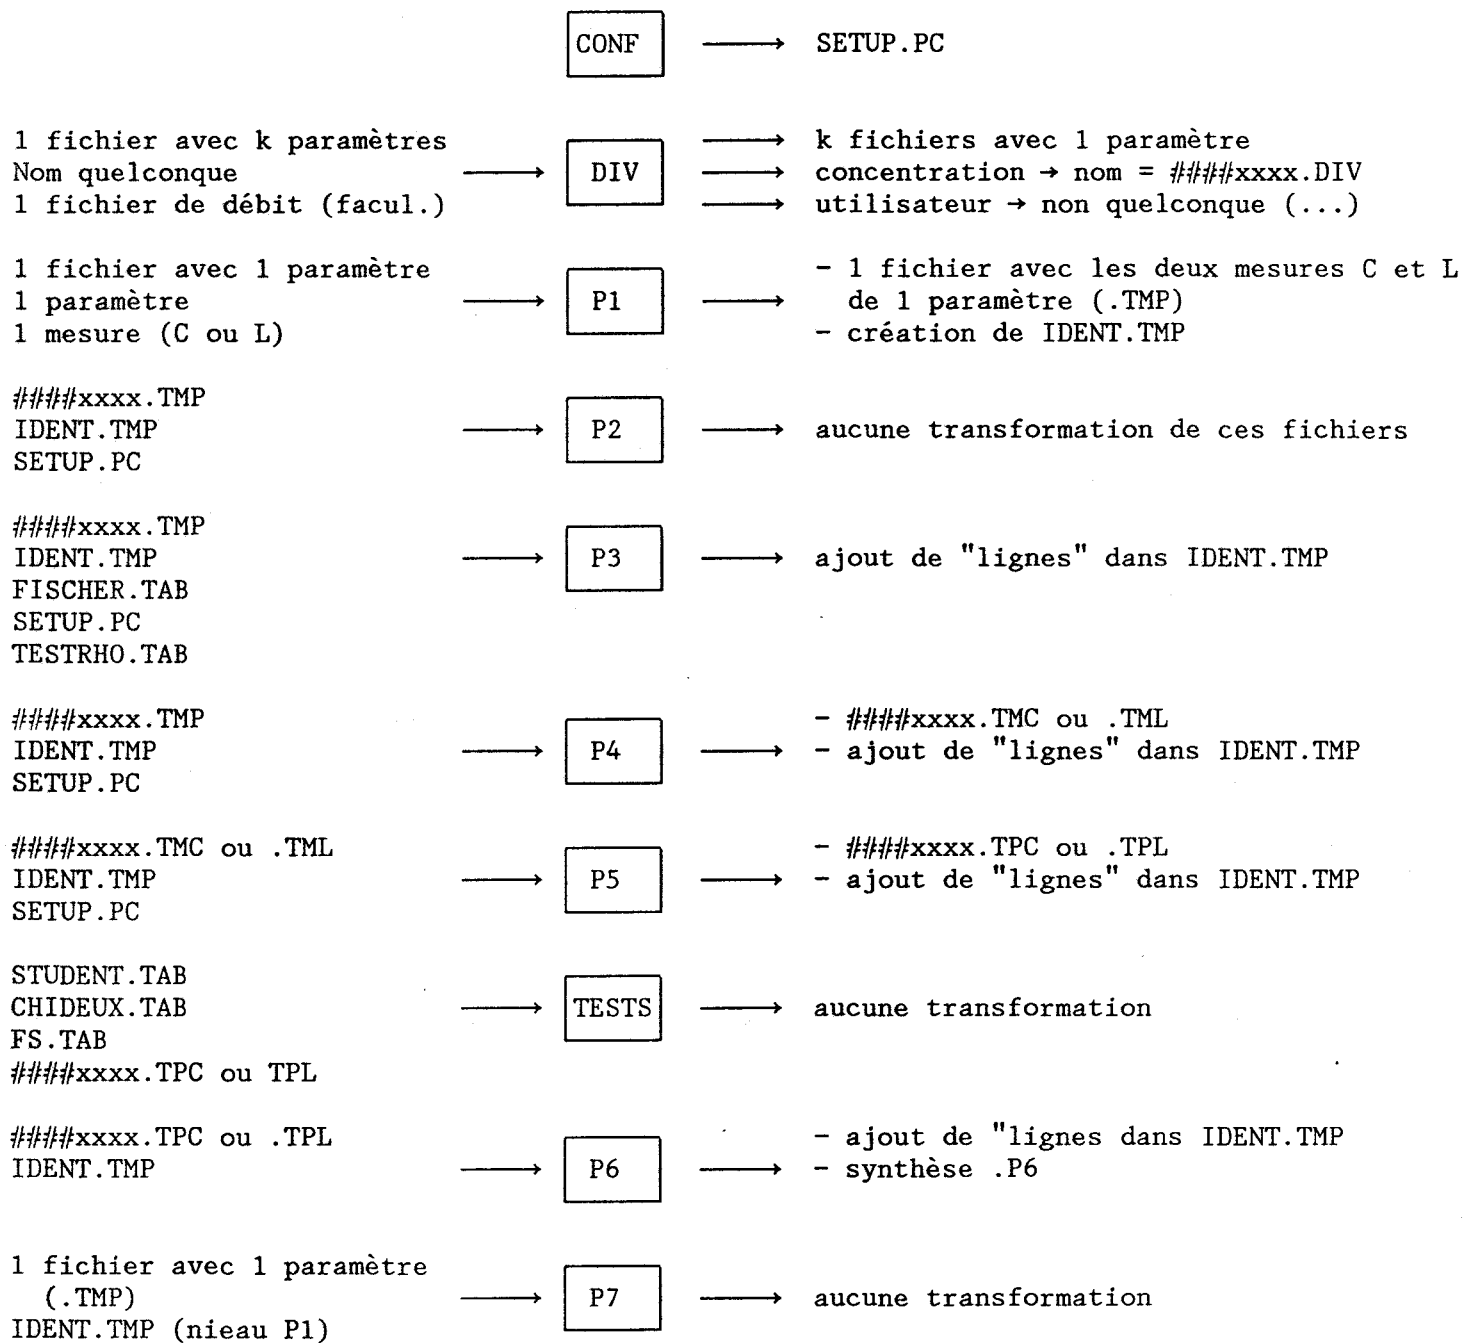 CONF → SETUP.PC
1 fichier avec k paramètres → k fichiers avec 1 paramètre
Nom quelconque → DIV → concentration → nom = ####xxxx.DIV
1 fichier de débit (facul.) → utilisateur → non quelconque (...)
1 fichier avec 1 paramètre - 1 fichier avec les deux mesures C et L
1 paramètre → P1 → de 1 paramètre (.TMP)
1 mesure (C ou L) - création de IDENT.TMP
####xxxx.TMP
IDENT.TMP → P2 → aucune transformation de ces fichiers
SETUP.PC
####xxxx.TMP
IDENT.TMP → P3 → ajout de "lignes" dans IDENT.TMP
FISCHER.TAB
SETUP.PC
TESTRHO.TAB
####xxxx.TMP - ####xxxx.TMC ou .TML
IDENT.TMP → P4 → - ajout de "lignes" dans IDENT.TMP
SETUP.PC
####xxxx.TMC ou .TML - ####xxxx.TPC ou .TPL
IDENT.TMP → P5 → - ajout de "lignes" dans IDENT.TMP
SETUP.PC
STUDENT.TAB
CHIDEUX.TAB → TESTS → aucune transformation
FS.TAB
####xxxx.TPC ou TPL
####xxxx.TPC ou .TPL - ajout de "lignes dans IDENT.TMP
IDENT.TMP → P6 → - synthèse .P6
1 fichier avec 1 paramètre
(.TMP) → P7 → aucune transformation
IDENT.TMP (nieau P1)